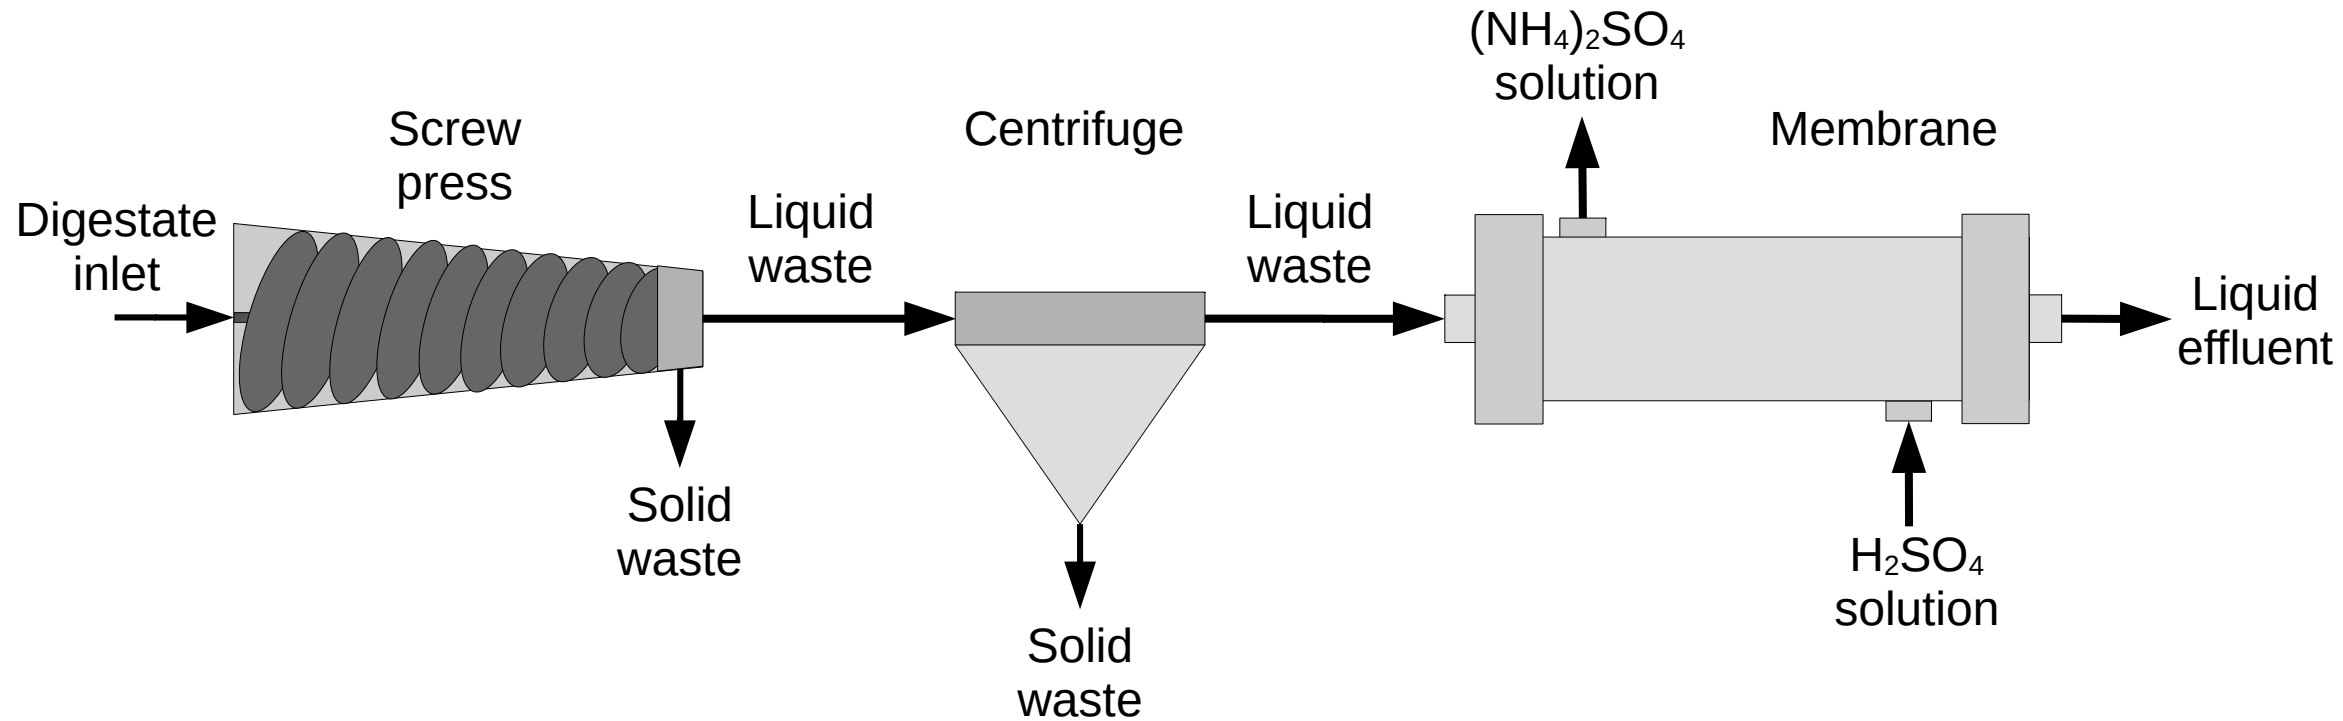 (NH₄)₂SO₄
solution
Screw
press
Centrifuge
Membrane
Digestate
inlet
Liquid
waste
Liquid
waste
Liquid
effluent
Solid
waste
H₂SO₄
solution
Solid
waste